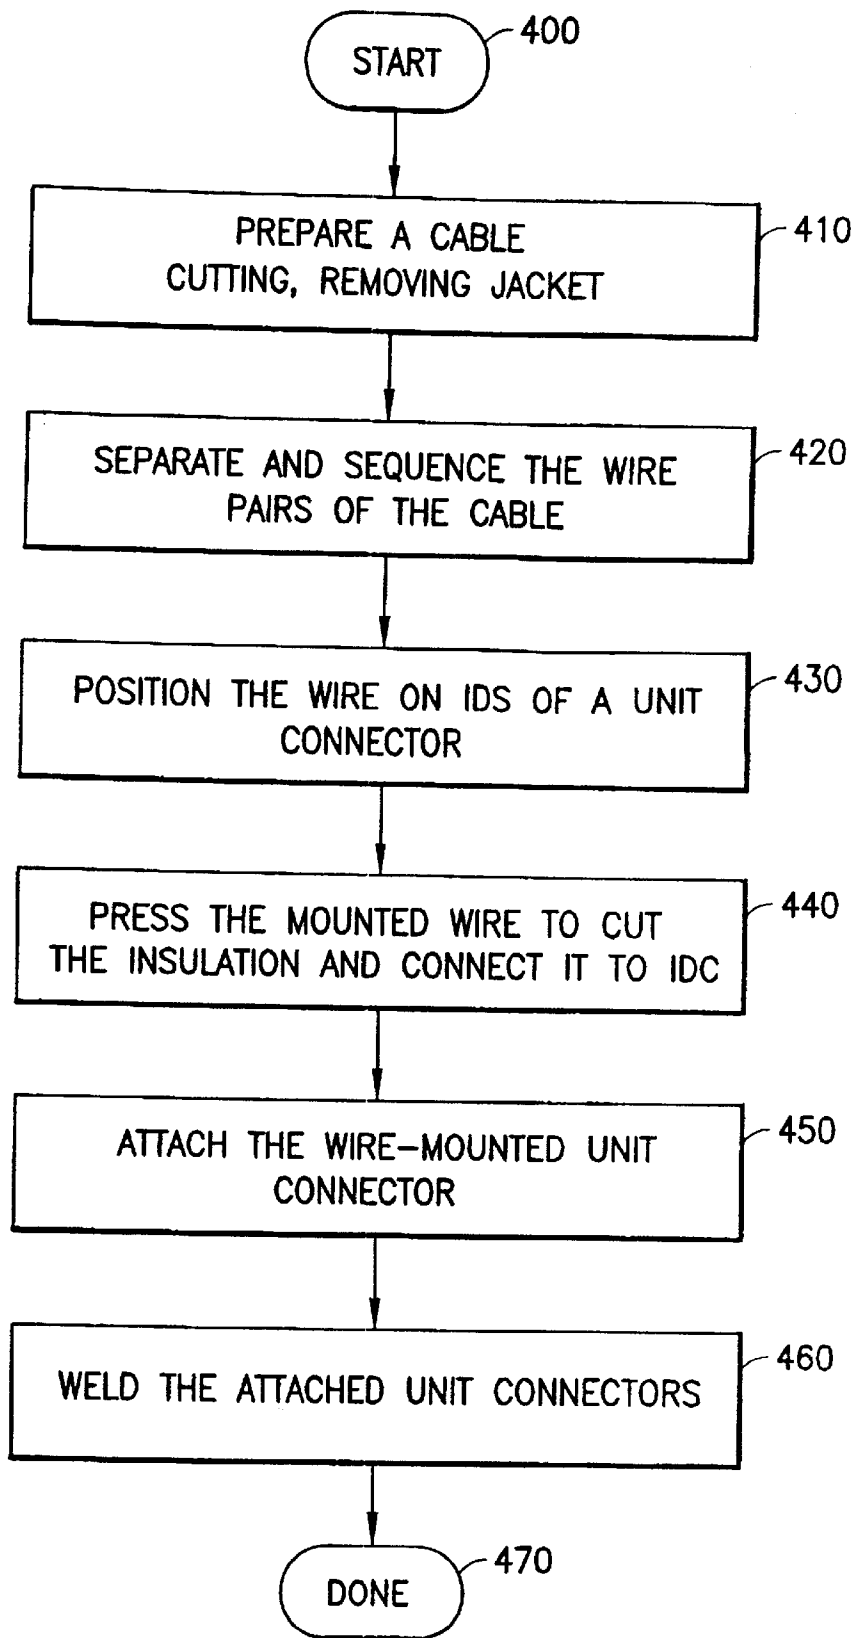 START
400
PREPARE A CABLE
CUTTING, REMOVING JACKET
410
SEPARATE AND SEQUENCE THE WIRE
PAIRS OF THE CABLE
420
POSITION THE WIRE ON IDS OF A UNIT
CONNECTOR
430
PRESS THE MOUNTED WIRE TO CUT
THE INSULATION AND CONNECT IT TO IDC
440
ATTACH THE WIRE-MOUNTED UNIT
CONNECTOR
450
WELD THE ATTACHED UNIT CONNECTORS
460
DONE
470